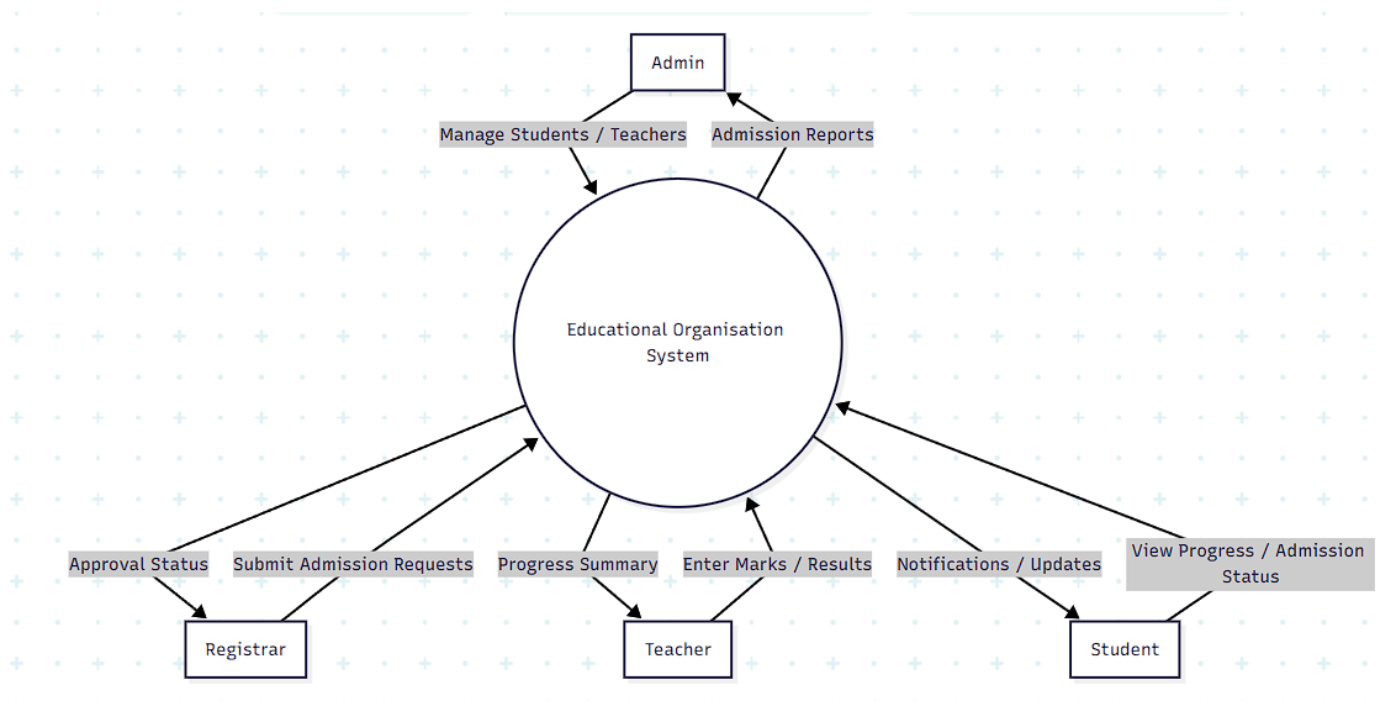 Admin
Manage Students / Teachers
Admission Reports
Educational Organisation
System
Approval Status
Submit Admission Requests
Progress Summary
Enter Marks / Results
Notifications / Updates
View Progress / Admission
Status
Registrar
Teacher
Student